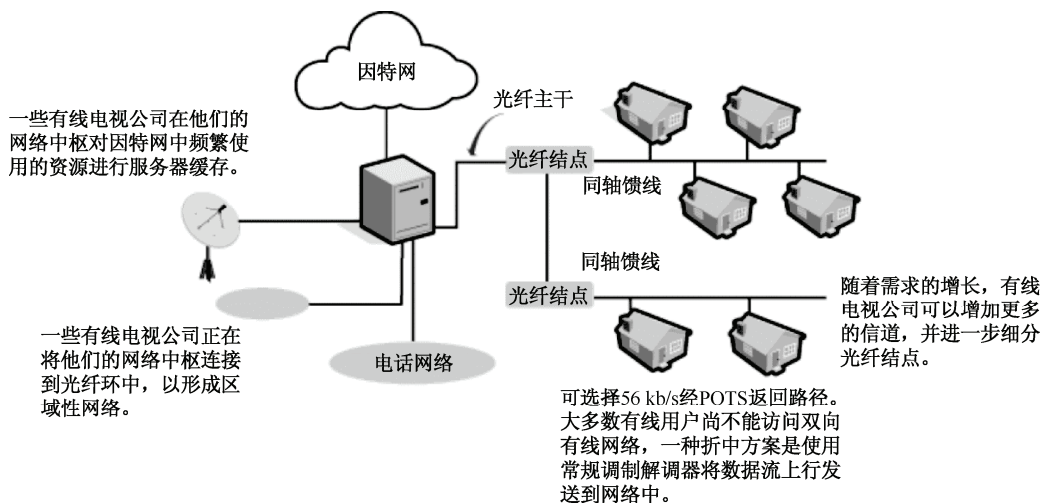 因特网
光纤主干
一些有线电视公司在他们的
网络中枢对因特网中频繁使
用的资源进行服务器缓存。
光纤结点
同轴馈线
同轴馈线
光纤结点
随着需求的增长，有线
电视公司可以增加更多
的信道，并进一步细分
光纤结点。
一些有线电视公司正在
将他们的网络中枢连接
到光纤环中，以形成区
域性网络。
电话网络
可选择56 kb/s经POTS返回路径。
大多数有线用户尚不能访问双向
有线网络，一种折中方案是使用
常规调制解调器将数据流上行发
送到网络中。